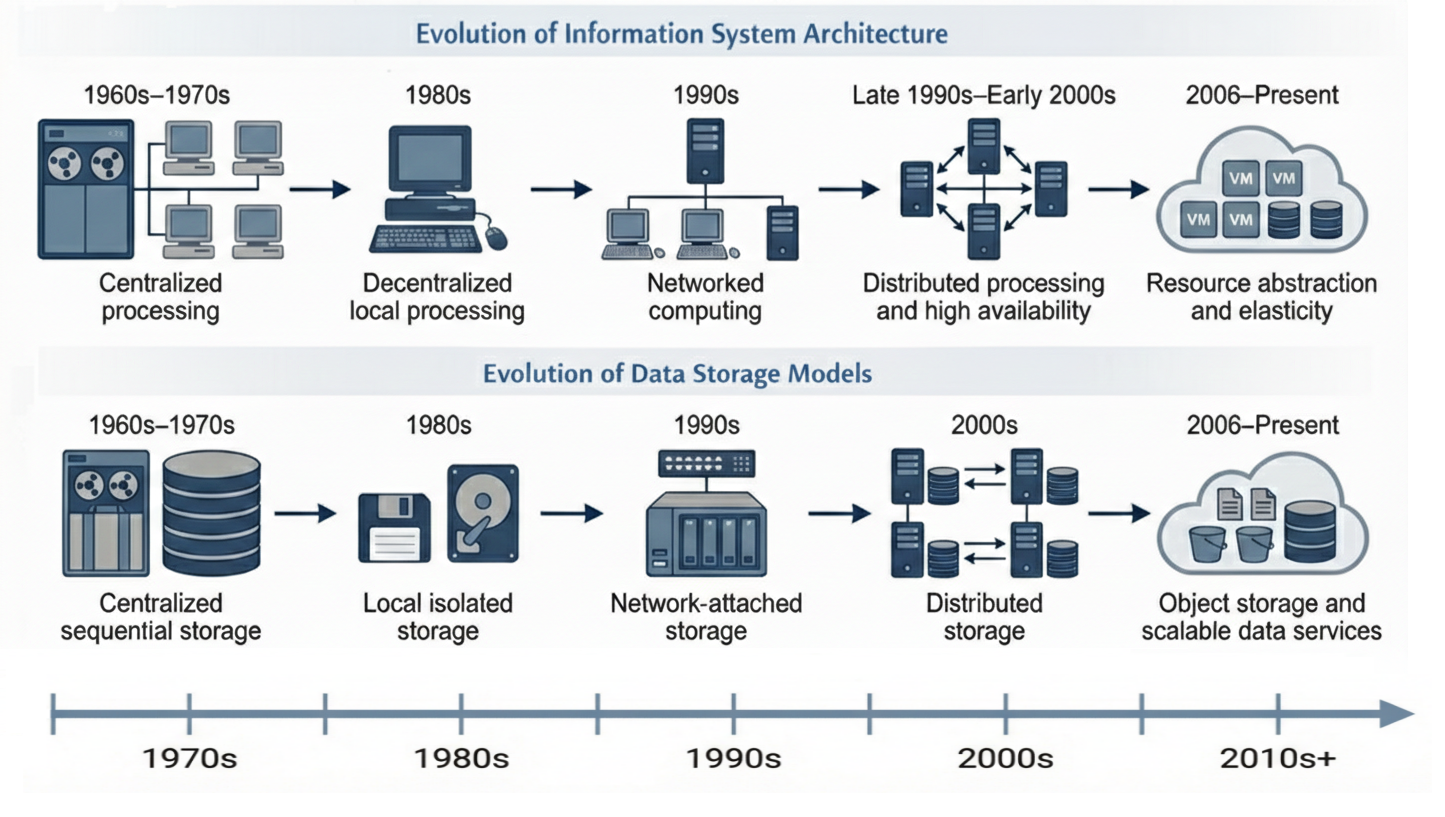 Evolution of Information System Architecture
1960s–1970s
1980s
1990s
Late 1990s–Early 2000s
2006–Present
VM VM
VM VM
Centralized
processing
Decentralized
local processing
Networked
computing
Distributed processing
and high availability
Resource abstraction
and elasticity
Evolution of Data Storage Models
1960s–1970s
1980s
1990s
2000s
2006–Present
Centralized
sequential storage
Local isolated
storage
Network-attached
storage
Distributed
storage
Object storage and
scalable data services
1970s
1980s
1990s
2000s
2010s+